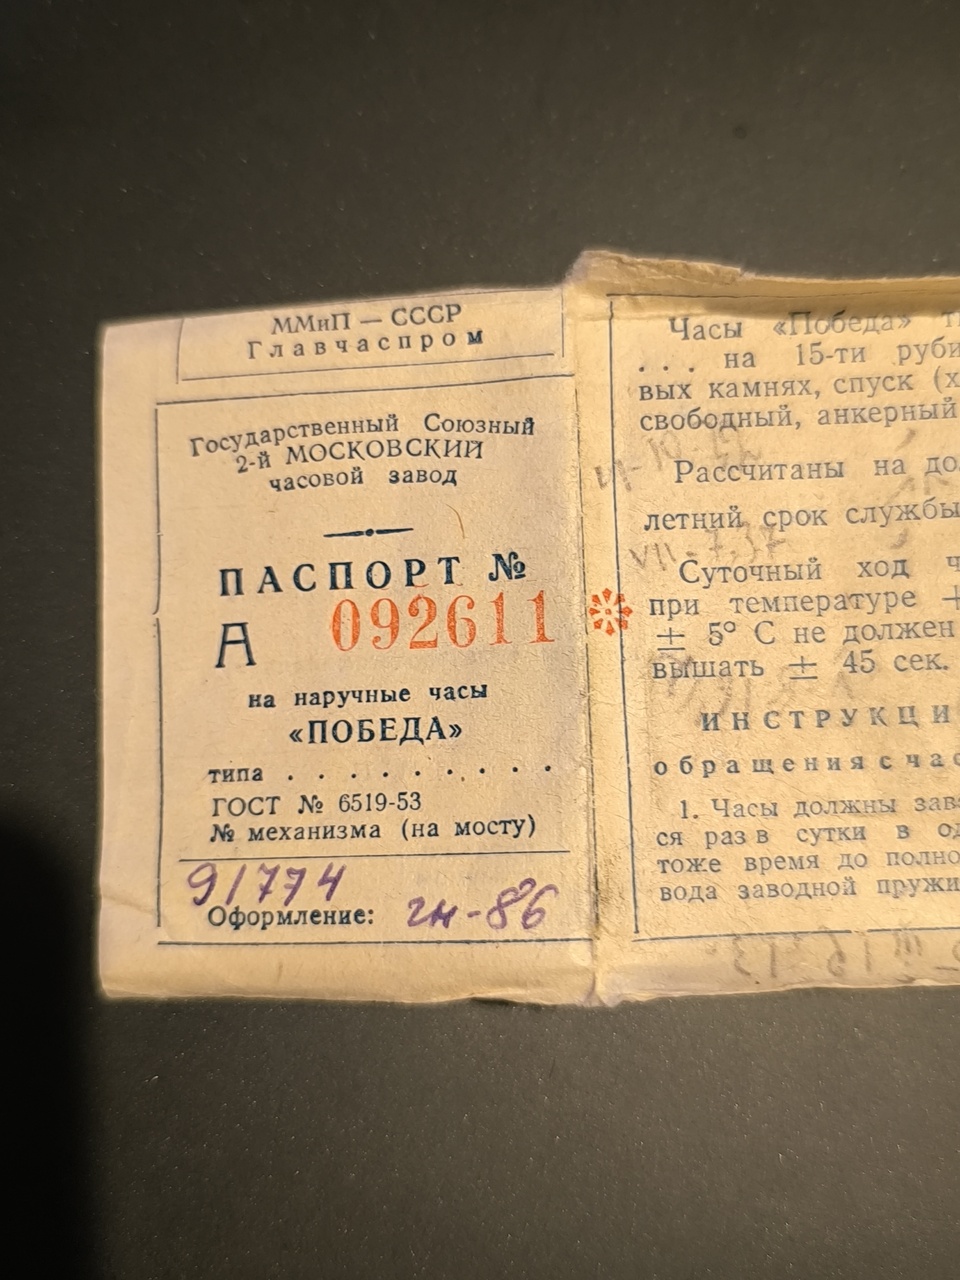 ММиП — СССР
Главчаспром
Государственный Союзный
2-й МОСКОВСКИЙ
часовой завод
ПАСПОРТ №
А 092611
на наручные часы
«ПОБЕДА»
типа . . . . . . . . .
ГОСТ № 6519-53
№ механизма (на мосту)
91774
Оформление: гн-86
Часы «Победа»
. . . на 15-ти
вых камнях, спуск
свободный, анкерный
Рассчитаны на
летний срок службы
Суточный ход
при температуре +
± 5° С не должен
вышать ± 45 сек.
ИНСТРУКЦИ
обращения с час
1. Часы должны зав
ся раз в сутки в
тоже время до полно
вода заводной пружи